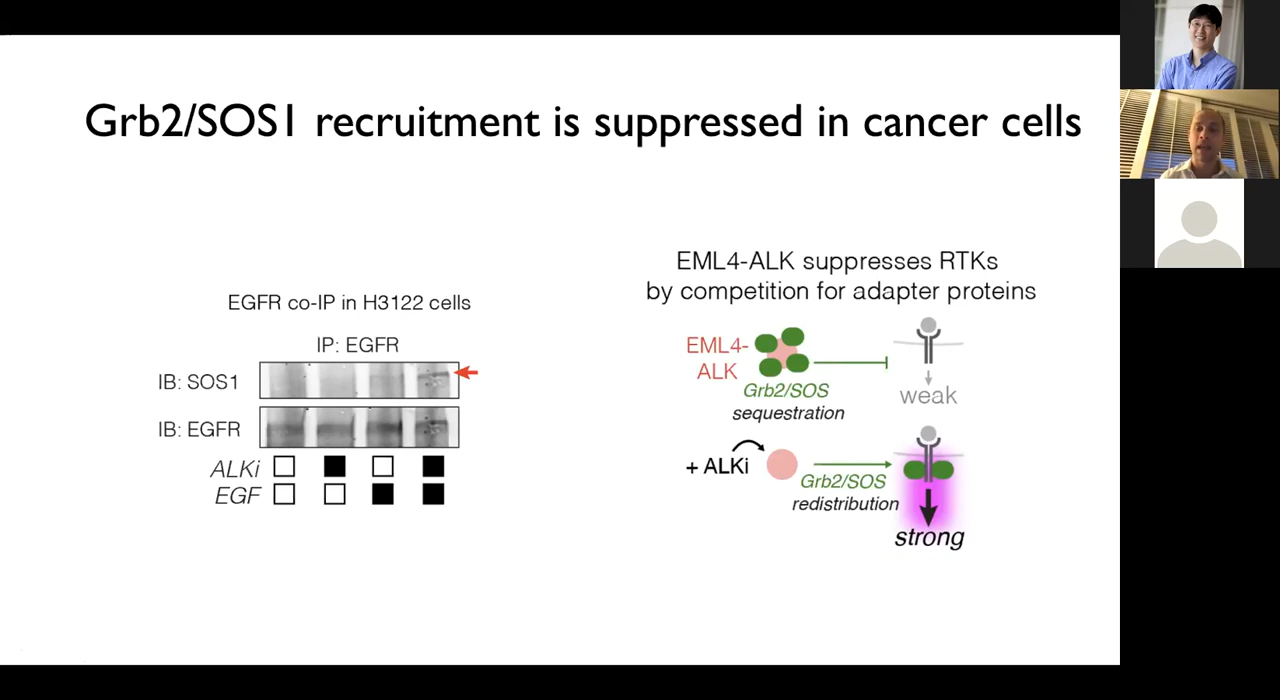 Grb2/SOS1 recruitment is suppressed in cancer cells
EGFR co-IP in H3122 cells
IP: EGFR
IB: SOS1
IB: EGFR
ALKi
EGF
EML4-ALK suppresses RTKs
by competition for adapter proteins
EML4-
ALK
Grb2/SOS
sequestration
weak
+ ALKi
Grb2/SOS
redistribution
strong